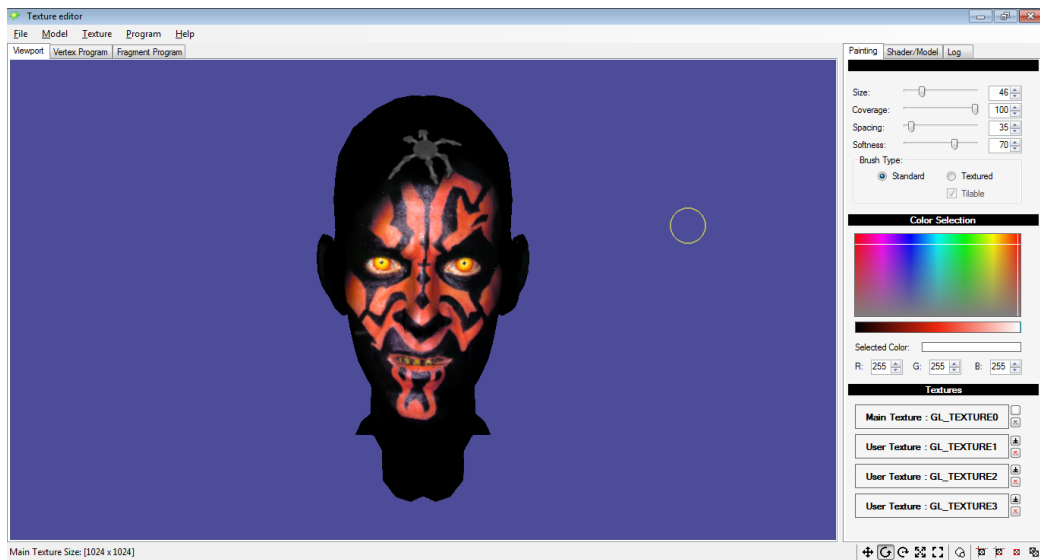 Texture editor
File Model Texture Program Help
Viewport Vertex Program Fragment Program
Painting Shader/Model Log
Size: 46
Coverage: 100
Spacing: 35
Softness: 70
Brush Type:
Standard Textured
Tilable
Color Selection
Selected Color:
R: 255 G: 255 B: 255
Textures
Main Texture : GL_TEXTURE0
User Texture : GL_TEXTURE1
User Texture : GL_TEXTURE2
User Texture : GL_TEXTURE3
Main Texture Size: [1024 x 1024]